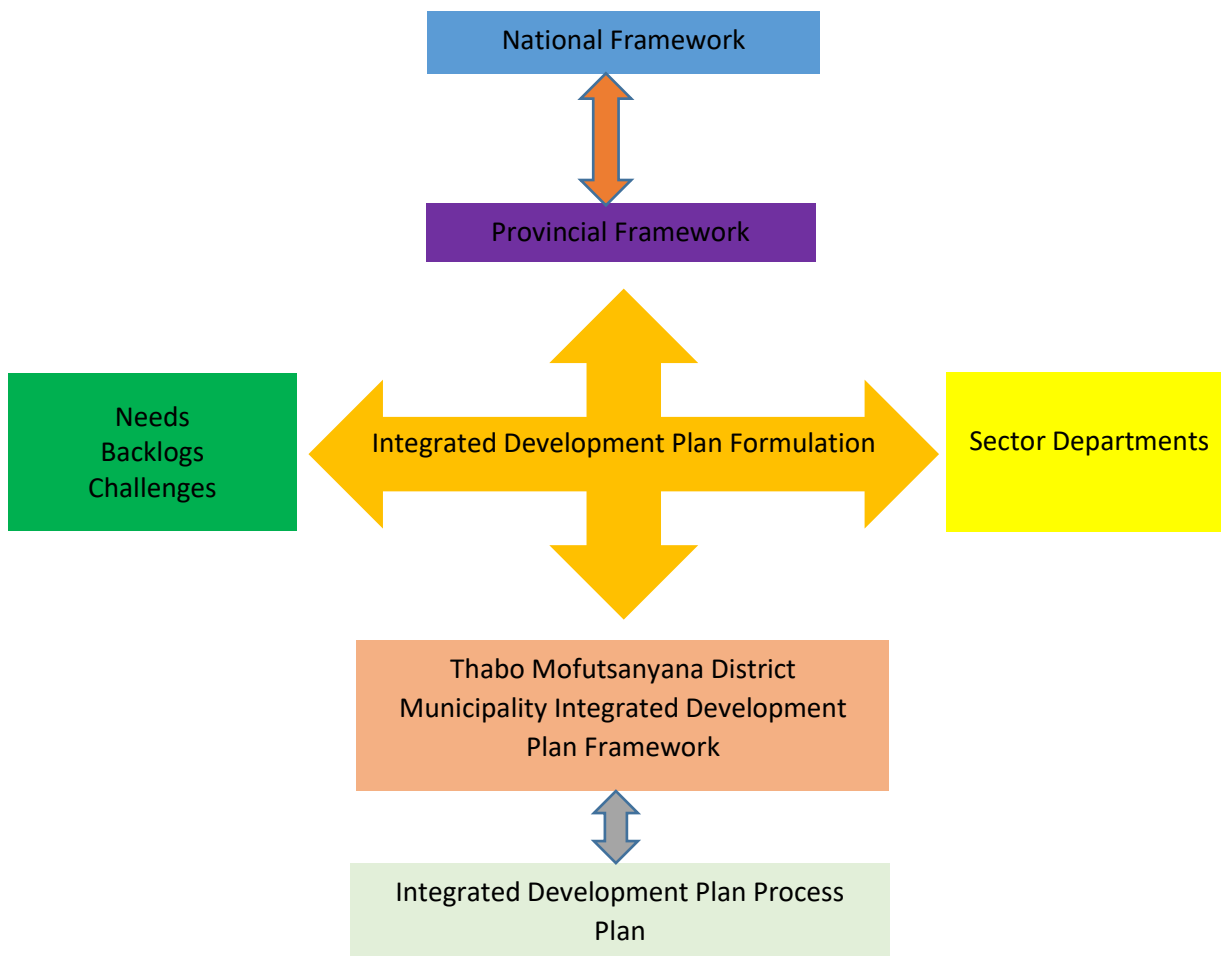 National Framework
Provincial Framework
Needs
Backlogs
Challenges
Integrated Development Plan Formulation
Sector Departments
Thabo Mofutsanyana District
Municipality Integrated Development
Plan Framework
Integrated Development Plan Process
Plan